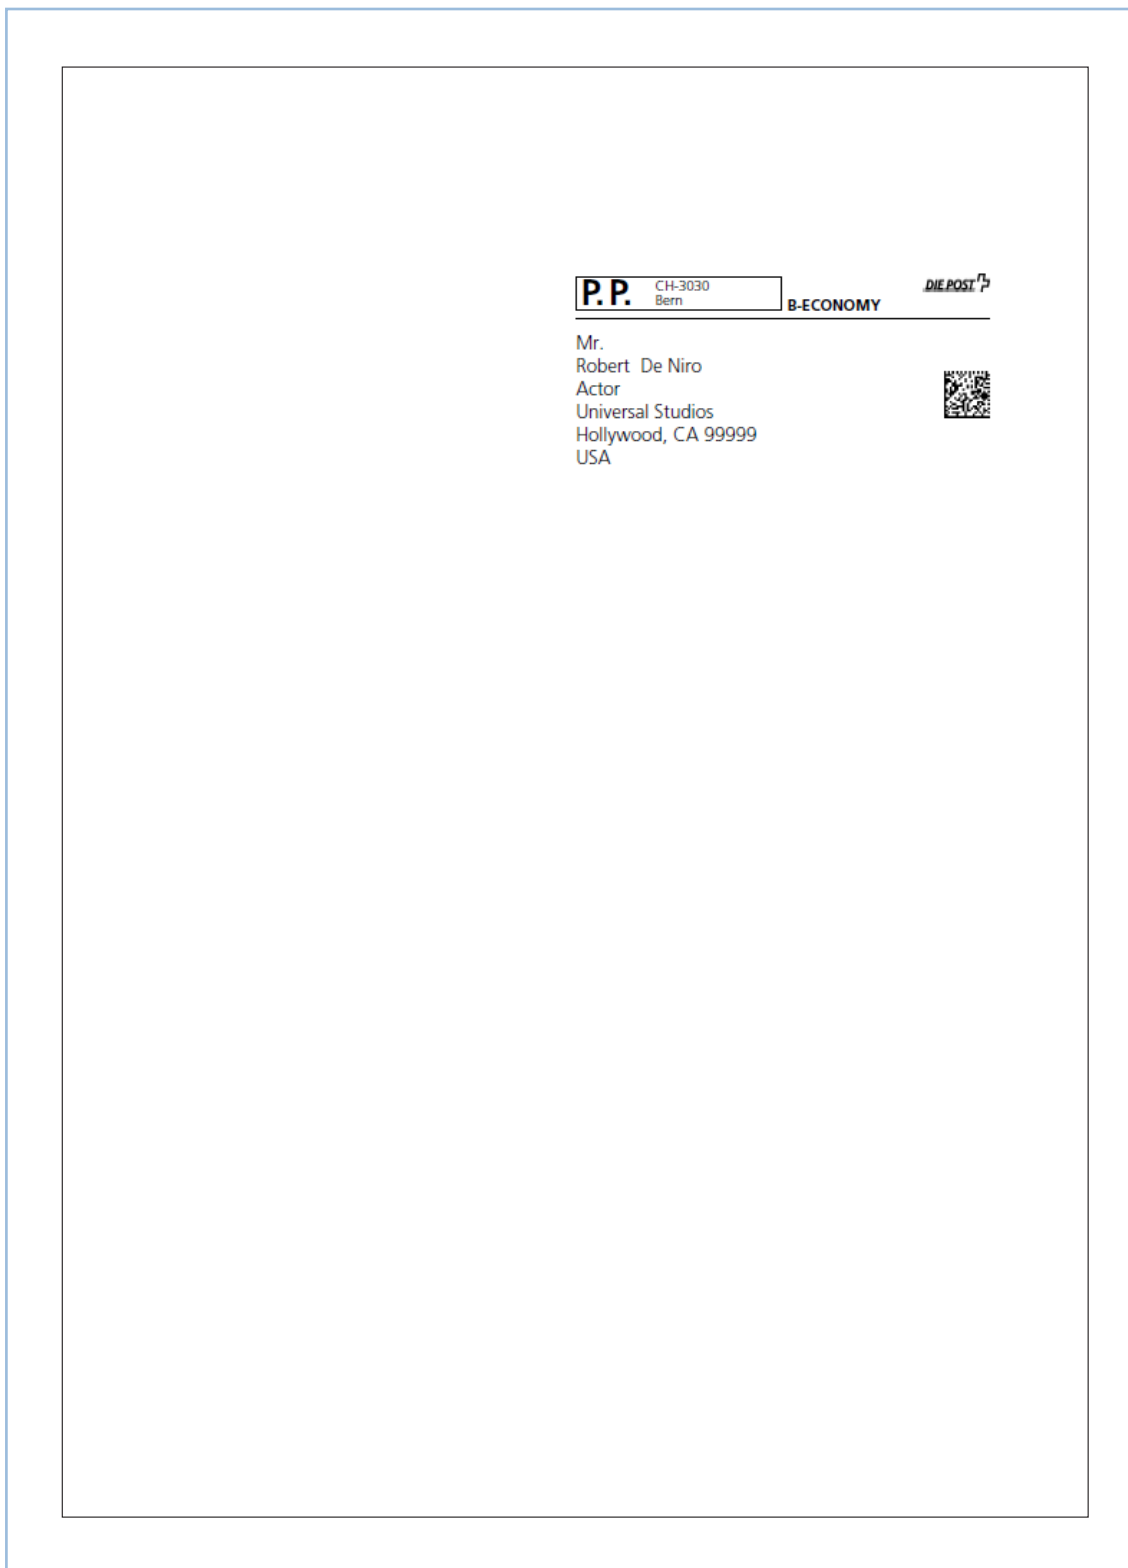 P. P. CH-3030
Bern
B-ECONOMY
DIE POST
Mr.
Robert De Niro
Actor
Universal Studios
Hollywood, CA 99999
USA